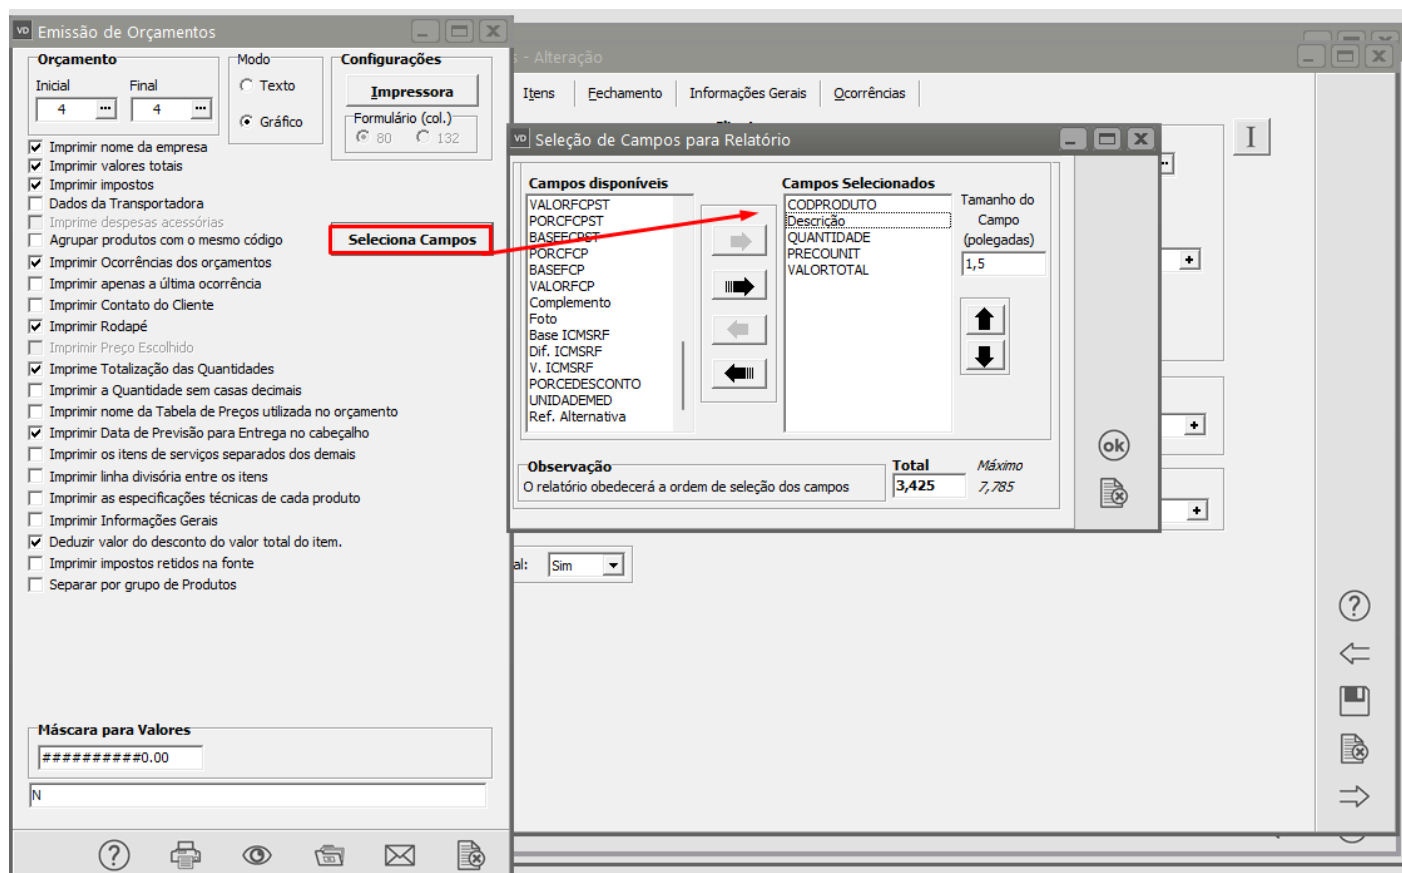 VD Emissão de Orçamentos
Orçamento
Inicial Final
4 ... 4 ...
Modo
Texto
Gráfico
Configurações
Impressora
Formulário (col.)
80 132
Imprimir nome da empresa
Imprimir valores totais
Imprimir impostos
Dados da Transportadora
Imprime despesas acessórias
Agrupar produtos com o mesmo código
Seleciona Campos
Imprimir Ocorrências dos orçamentos
Imprimir apenas a última ocorrência
Imprimir Contato do Cliente
Imprimir Rodapé
Imprimir Preço Escolhido
Imprime Totalização das Quantidades
Imprimir a Quantidade sem casas decimais
Imprimir nome da Tabela de Preços utilizada no orçamento
Imprimir Data de Previsão para Entrega no cabeçalho
Imprimir os itens de serviços separados dos demais
Imprimir linha divisória entre os itens
Imprimir as especificações técnicas de cada produto
Imprimir Informações Gerais
Deduzir valor do desconto do valor total do item.
Imprimir impostos retidos na fonte
Separar por grupo de Produtos
Máscara para Valores
##########0.00
N
s - Alteração
Itens Fechamento Informações Gerais Ocorrências
I
VD Seleção de Campos para Relatório
Campos disponíveis
VALORFCPST
PORCFCPST
BASEFCPST
PORCFCP
BASEFCP
VALORFCP
Complemento
Foto
Base ICMSRF
Dif. ICMSRF
V. ICMSRF
PORCEDESCONTO
UNIDADEMED
Ref. Alternativa
Campos Selecionados
CODPRODUTO
Descrição
QUANTIDADE
PRECOUNIT
VALORTOTAL
Tamanho do
Campo
(polegadas)
1,5
Observação
O relatório obedecerá a ordem de seleção dos campos
Total Máximo
3,425 7,785
ok
al: Sim